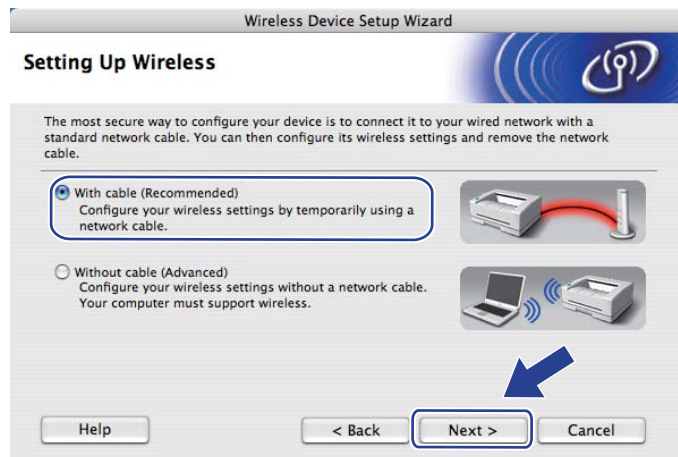 Wireless Device Setup Wizard
Setting Up Wireless
The most secure way to configure your device is to connect it to your wired network with a
standard network cable. You can then configure its wireless settings and remove the network
cable.
With cable (Recommended)
Configure your wireless settings by temporarily using a
network cable.
Without cable (Advanced)
Configure your wireless settings without a network cable.
Your computer must support wireless.
Help
< Back
Next >
Cancel